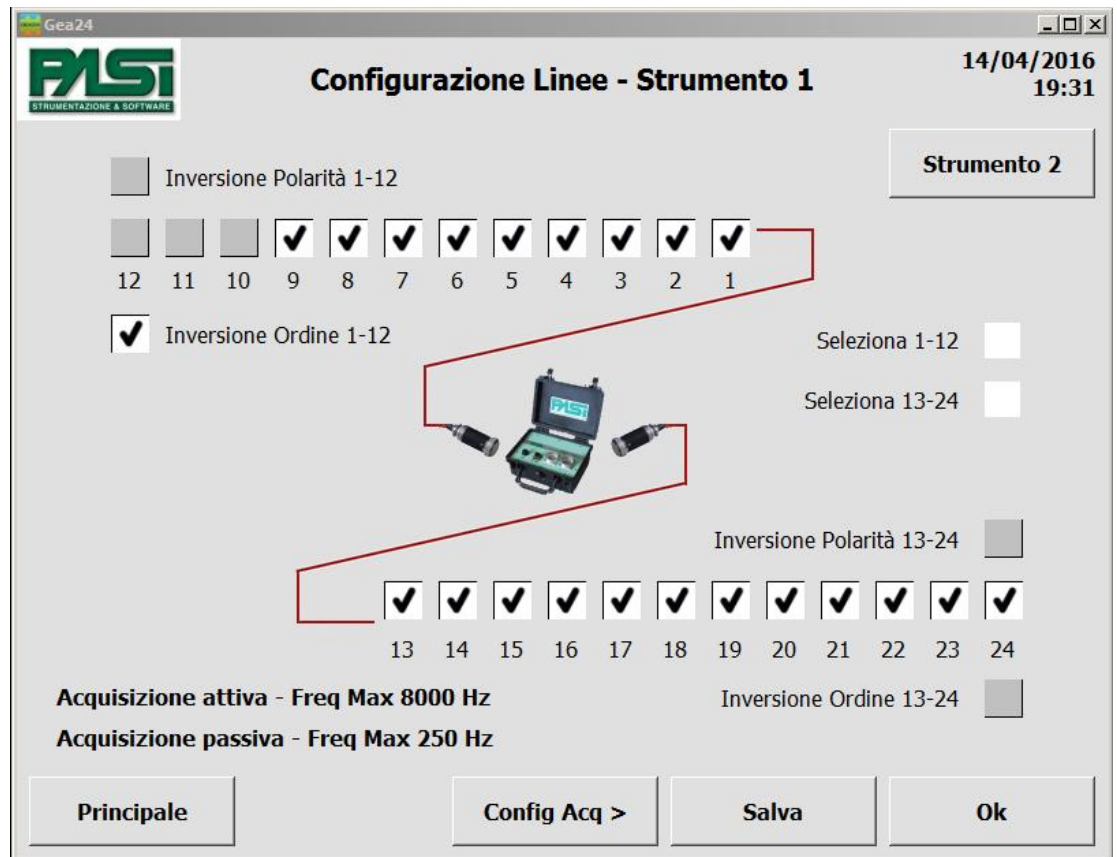 Gea24
PASI
STRUMENTAZIONE & SOFTWARE
Configurazione Linee - Strumento 1
14/04/2016
19:31
Strumento 2
Inversione Polarità 1-12
12 11 10 9 8 7 6 5 4 3 2 1
Inversione Ordine 1-12
Seleziona 1-12
Seleziona 13-24
PASI
Inversione Polarità 13-24
13 14 15 16 17 18 19 20 21 22 23 24
Inversione Ordine 13-24
Acquisizione attiva - Freq Max 8000 Hz
Acquisizione passiva - Freq Max 250 Hz
Principale
Config Acq >
Salva
Ok